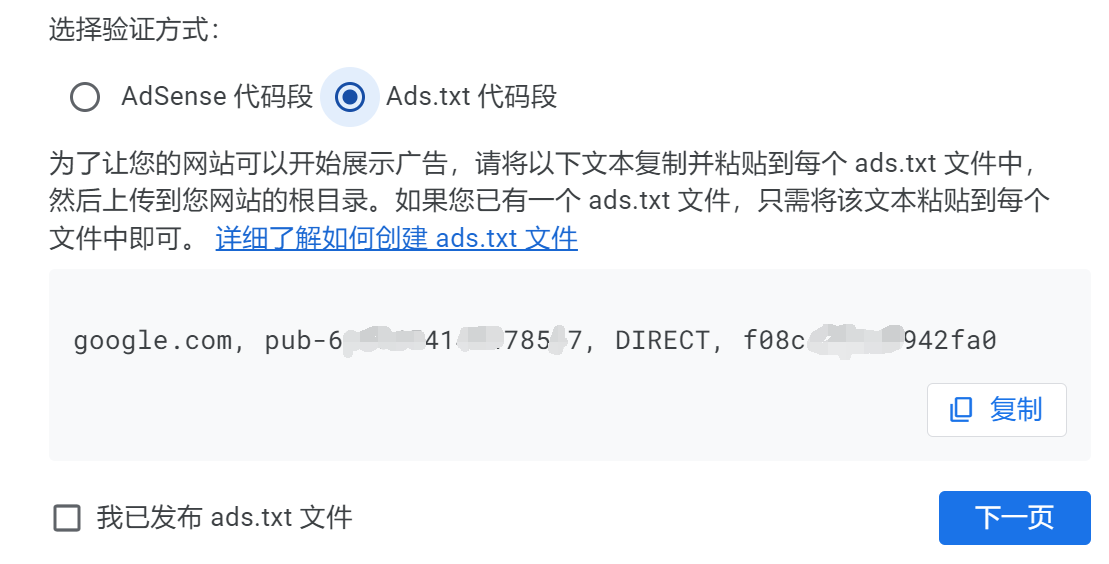 选择验证方式：
AdSense 代码段 Ads.txt 代码段
为了让您的网站可以开始展示广告，请将以下文本复制并粘贴到每个 ads.txt 文件中，
然后上传到您网站的根目录。如果您已有一个 ads.txt 文件，只需将该文本粘贴到每个
文件中即可。 详细了解如何创建 ads.txt 文件
google.com, pub-6 41 785 7, DIRECT, f08c 942fa0
复制
我已发布 ads.txt 文件
下一页